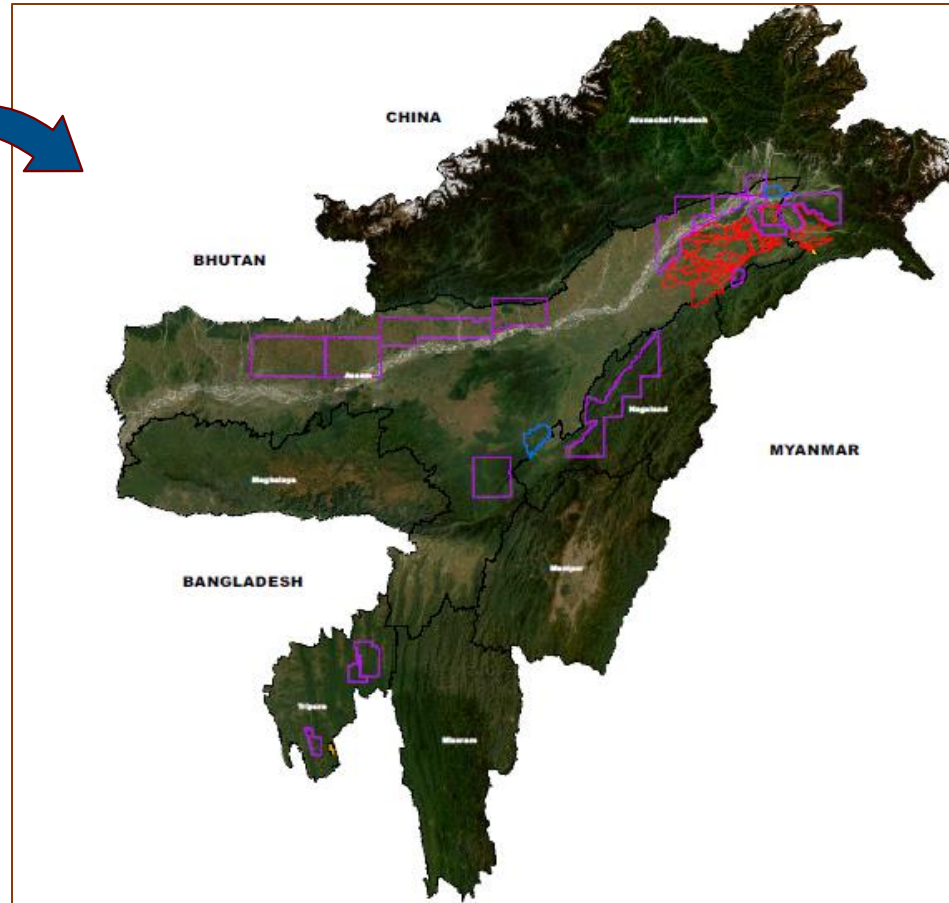 CHINA
Arunachal Pradesh
BHUTAN
Assam
Nagaland
MYANMAR
Meghalaya
Manipur
BANGLADESH
Tripura
Mizoram